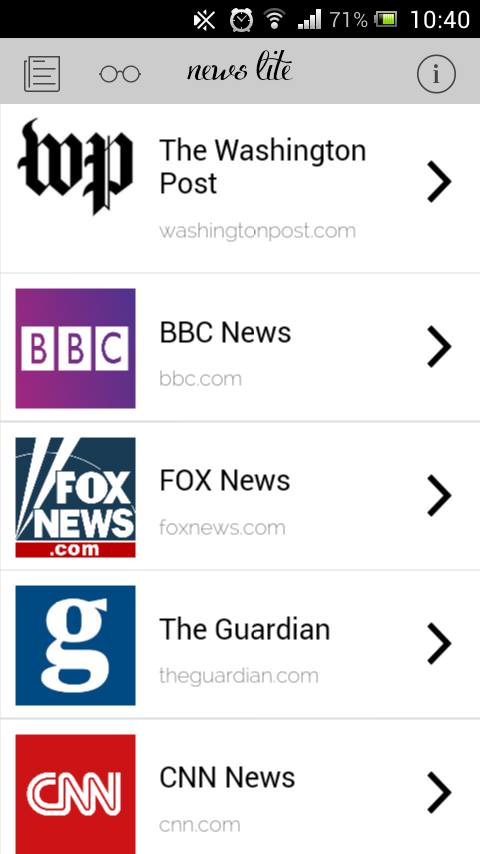 71% 10:40
news lite
i
wp
The Washington
Post
washingtonpost.com
BBC
BBC News
bbc.com
FOX
NEWS
.com
FOX News
foxnews.com
g
The Guardian
theguardian.com
CNN
CNN News
cnn.com